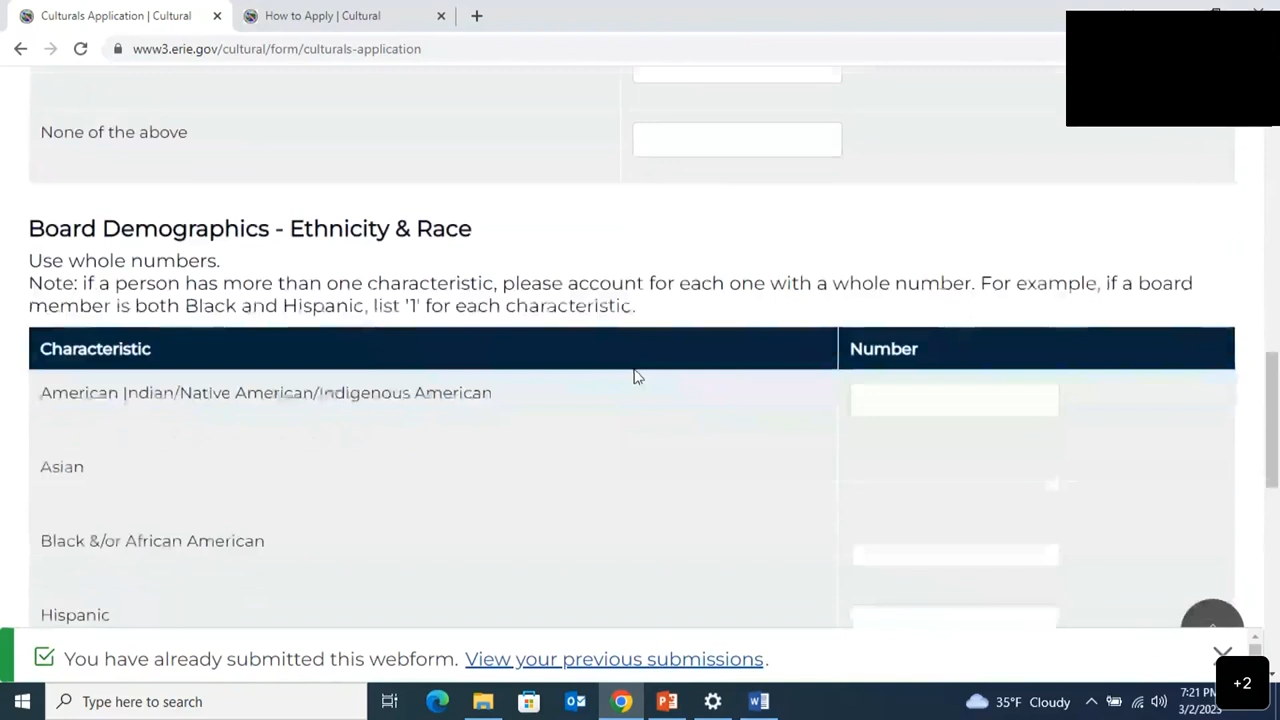 Culturals Application | Cultural
How to Apply | Cultural
www3.erie.gov/cultural/form/culturals-application
None of the above
Board Demographics - Ethnicity & Race
Use whole numbers.
Note: if a person has more than one characteristic, please account for each one with a whole number. For example, if a board
member is both Black and Hispanic, list '1' for each characteristic.
Characteristic Number
American Indian/Native American/Indigenous American
Asian
Black &/or African American
Hispanic
You have already submitted this webform. View your previous submissions.
+2
Type here to search
35°F Cloudy
7:21 PM
3/2/2023